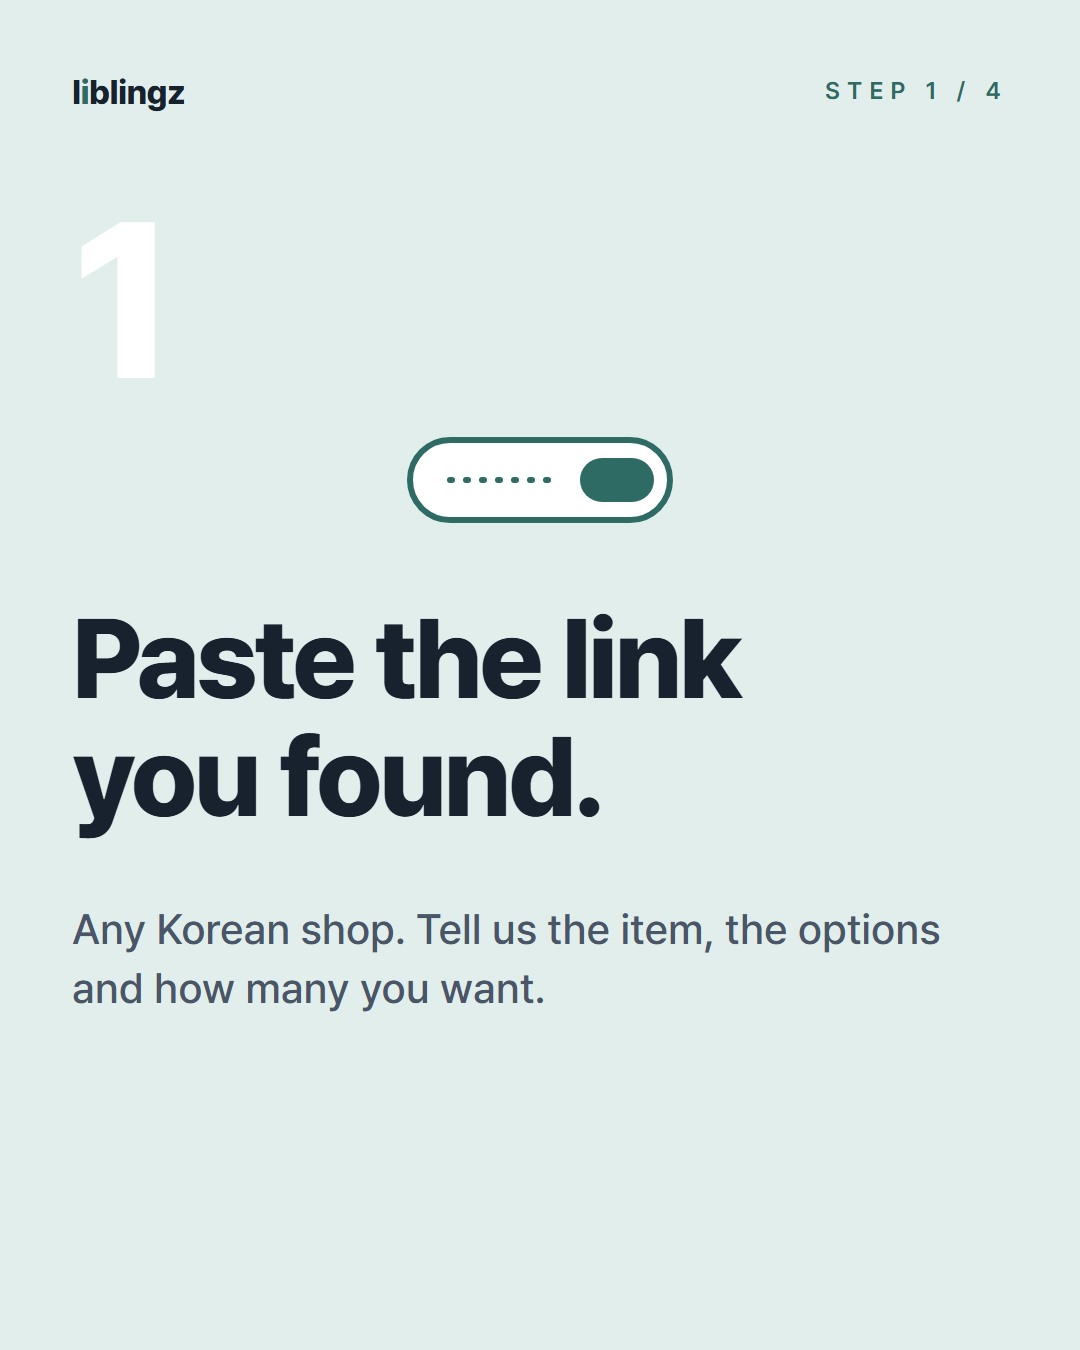 liblingz
STEP 1 / 4
1
Paste the link
you found.
Any Korean shop. Tell us the item, the options
and how many you want.